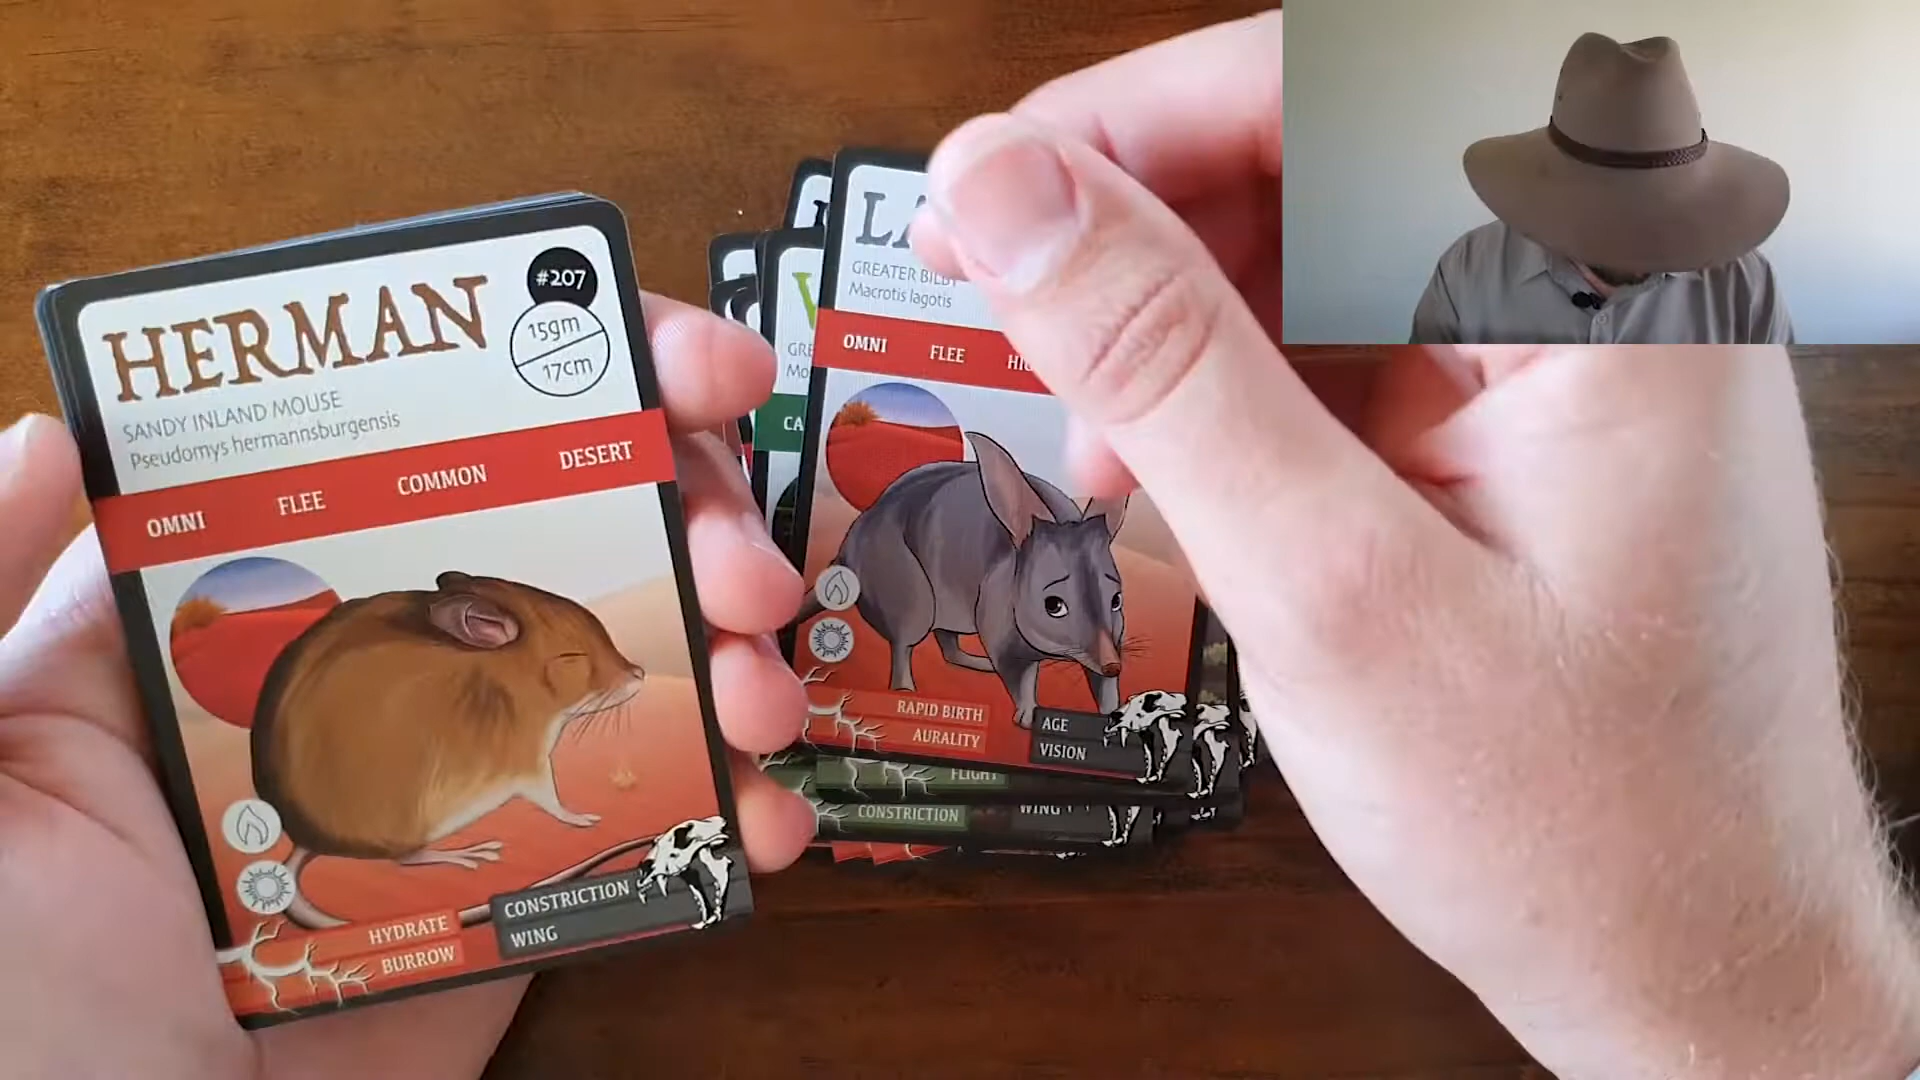 HERMAN
#207
15gm
17cm
SANDY INLAND MOUSE
Pseudomys hermannsburgensis
OMNI FLEE COMMON DESERT
HYDRATE
BURROW
CONSTRICTION
WING
GREATER BILBY
Macrotis lagotis
OMNI FLEE
RAPID BIRTH
AURALITY
AGE
VISION
FLIGHT
CONSTRICTION
WING